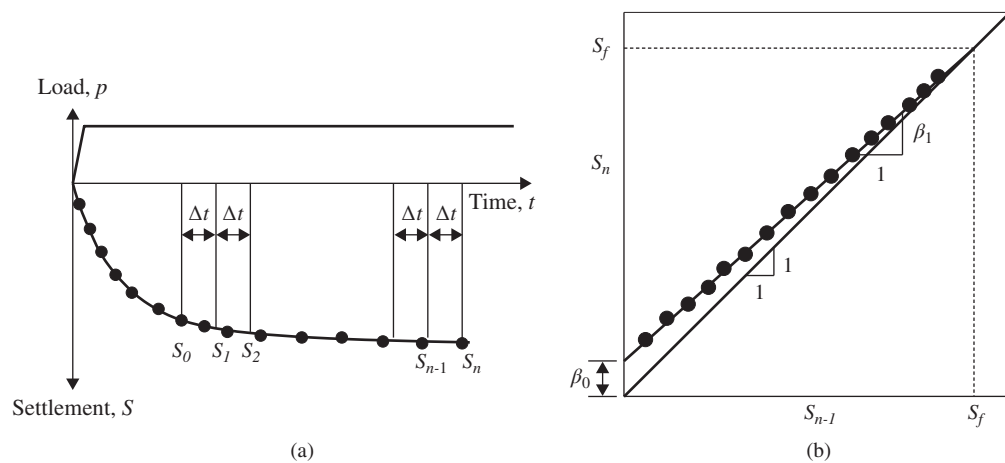 Load, p
Time, t
Δt Δt Δt Δt
S0 S1 S2 Sn-1 Sn
Settlement, S
(a)
Sf
β1
1
Sn
1
1
β0
Sn-1 Sf
(b)